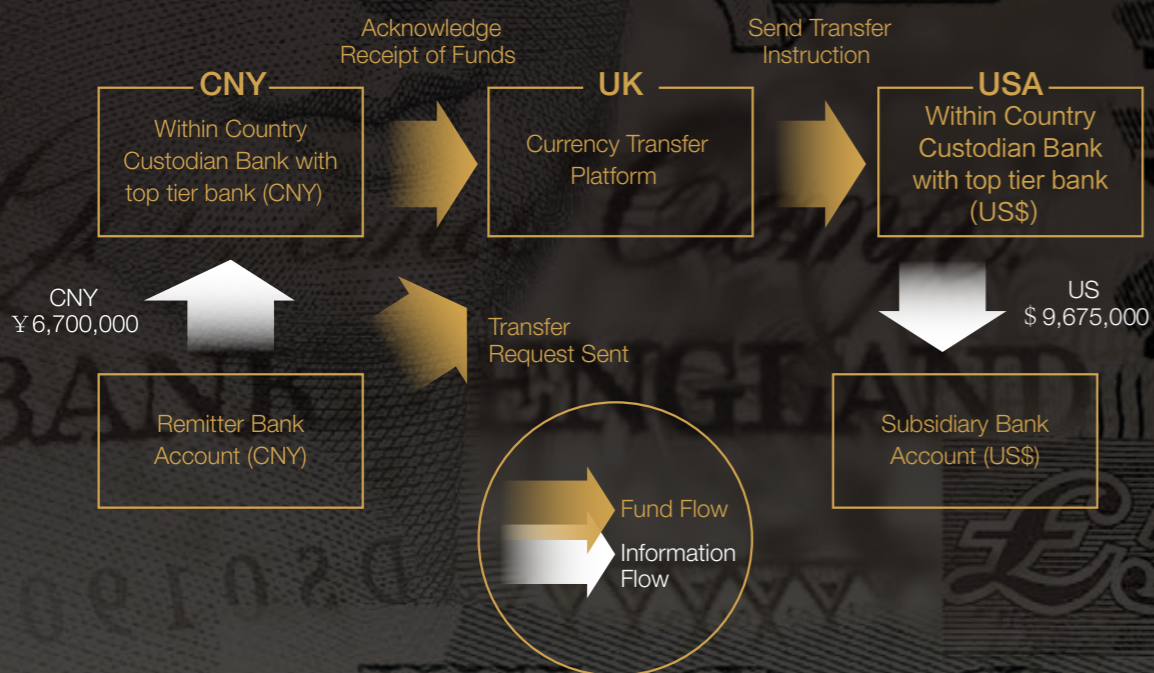 Acknowledge
Receipt of Funds
Send Transfer
Instruction
CNY
Within Country
Custodian Bank with
top tier bank (CNY)
UK
Currency Transfer
Platform
USA
Within Country
Custodian Bank
with top tier bank
(US$)
CNY
¥ 6,700,000
Transfer
Request Sent
US
$ 9,675,000
Remitter Bank
Account (CNY)
Subsidiary Bank
Account (US$)
Fund Flow
Information
Flow
BANK
ENGLAND